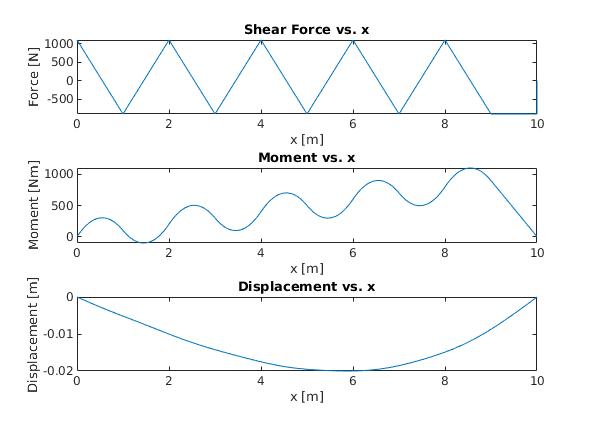 Shear Force vs. x
Force [N]
1000
500
0
-500
0 2 4 6 8 10
x [m]
Moment vs. x
Moment [Nm]
1000
500
0
0 2 4 6 8 10
x [m]
Displacement vs. x
Displacement [m]
0
-0.01
-0.02
0 2 4 6 8 10
x [m]